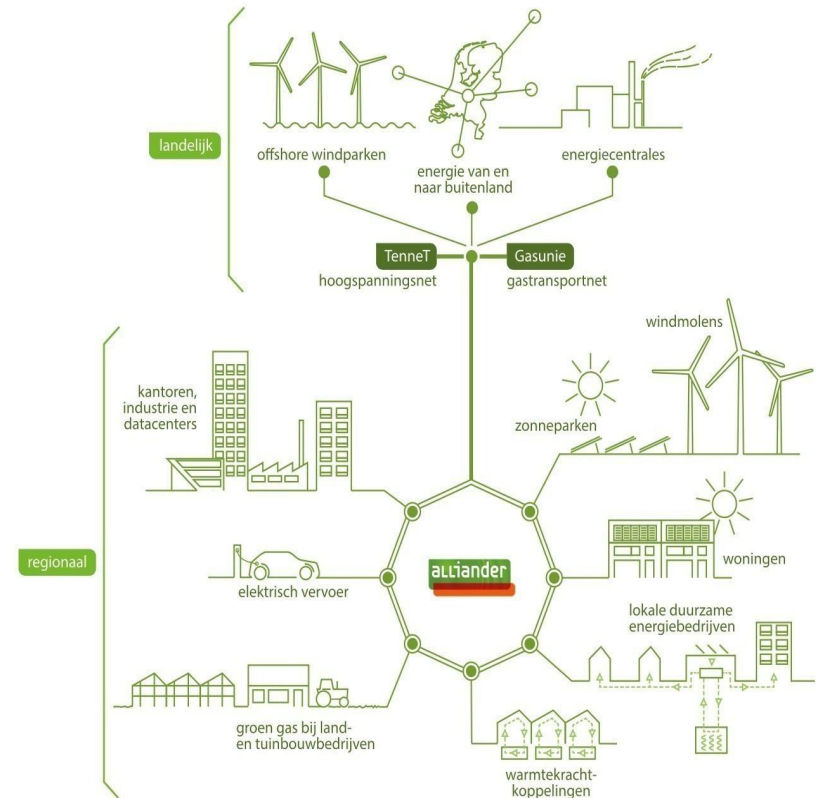 landelijk
offshore windparken
energie van en
naar buitenland
energiecentrales
TenneT
Gasunie
hoogspanningsnet
gastransportnet
windmolens
kantoren,
industrie en
datacenters
zonneparken
regionaal
elektrisch vervoer
alliander
woningen
lokale duurzame
energiebedrijven
groen gas bij land-
en tuinbouwbedrijven
warmtekracht-
koppelingen